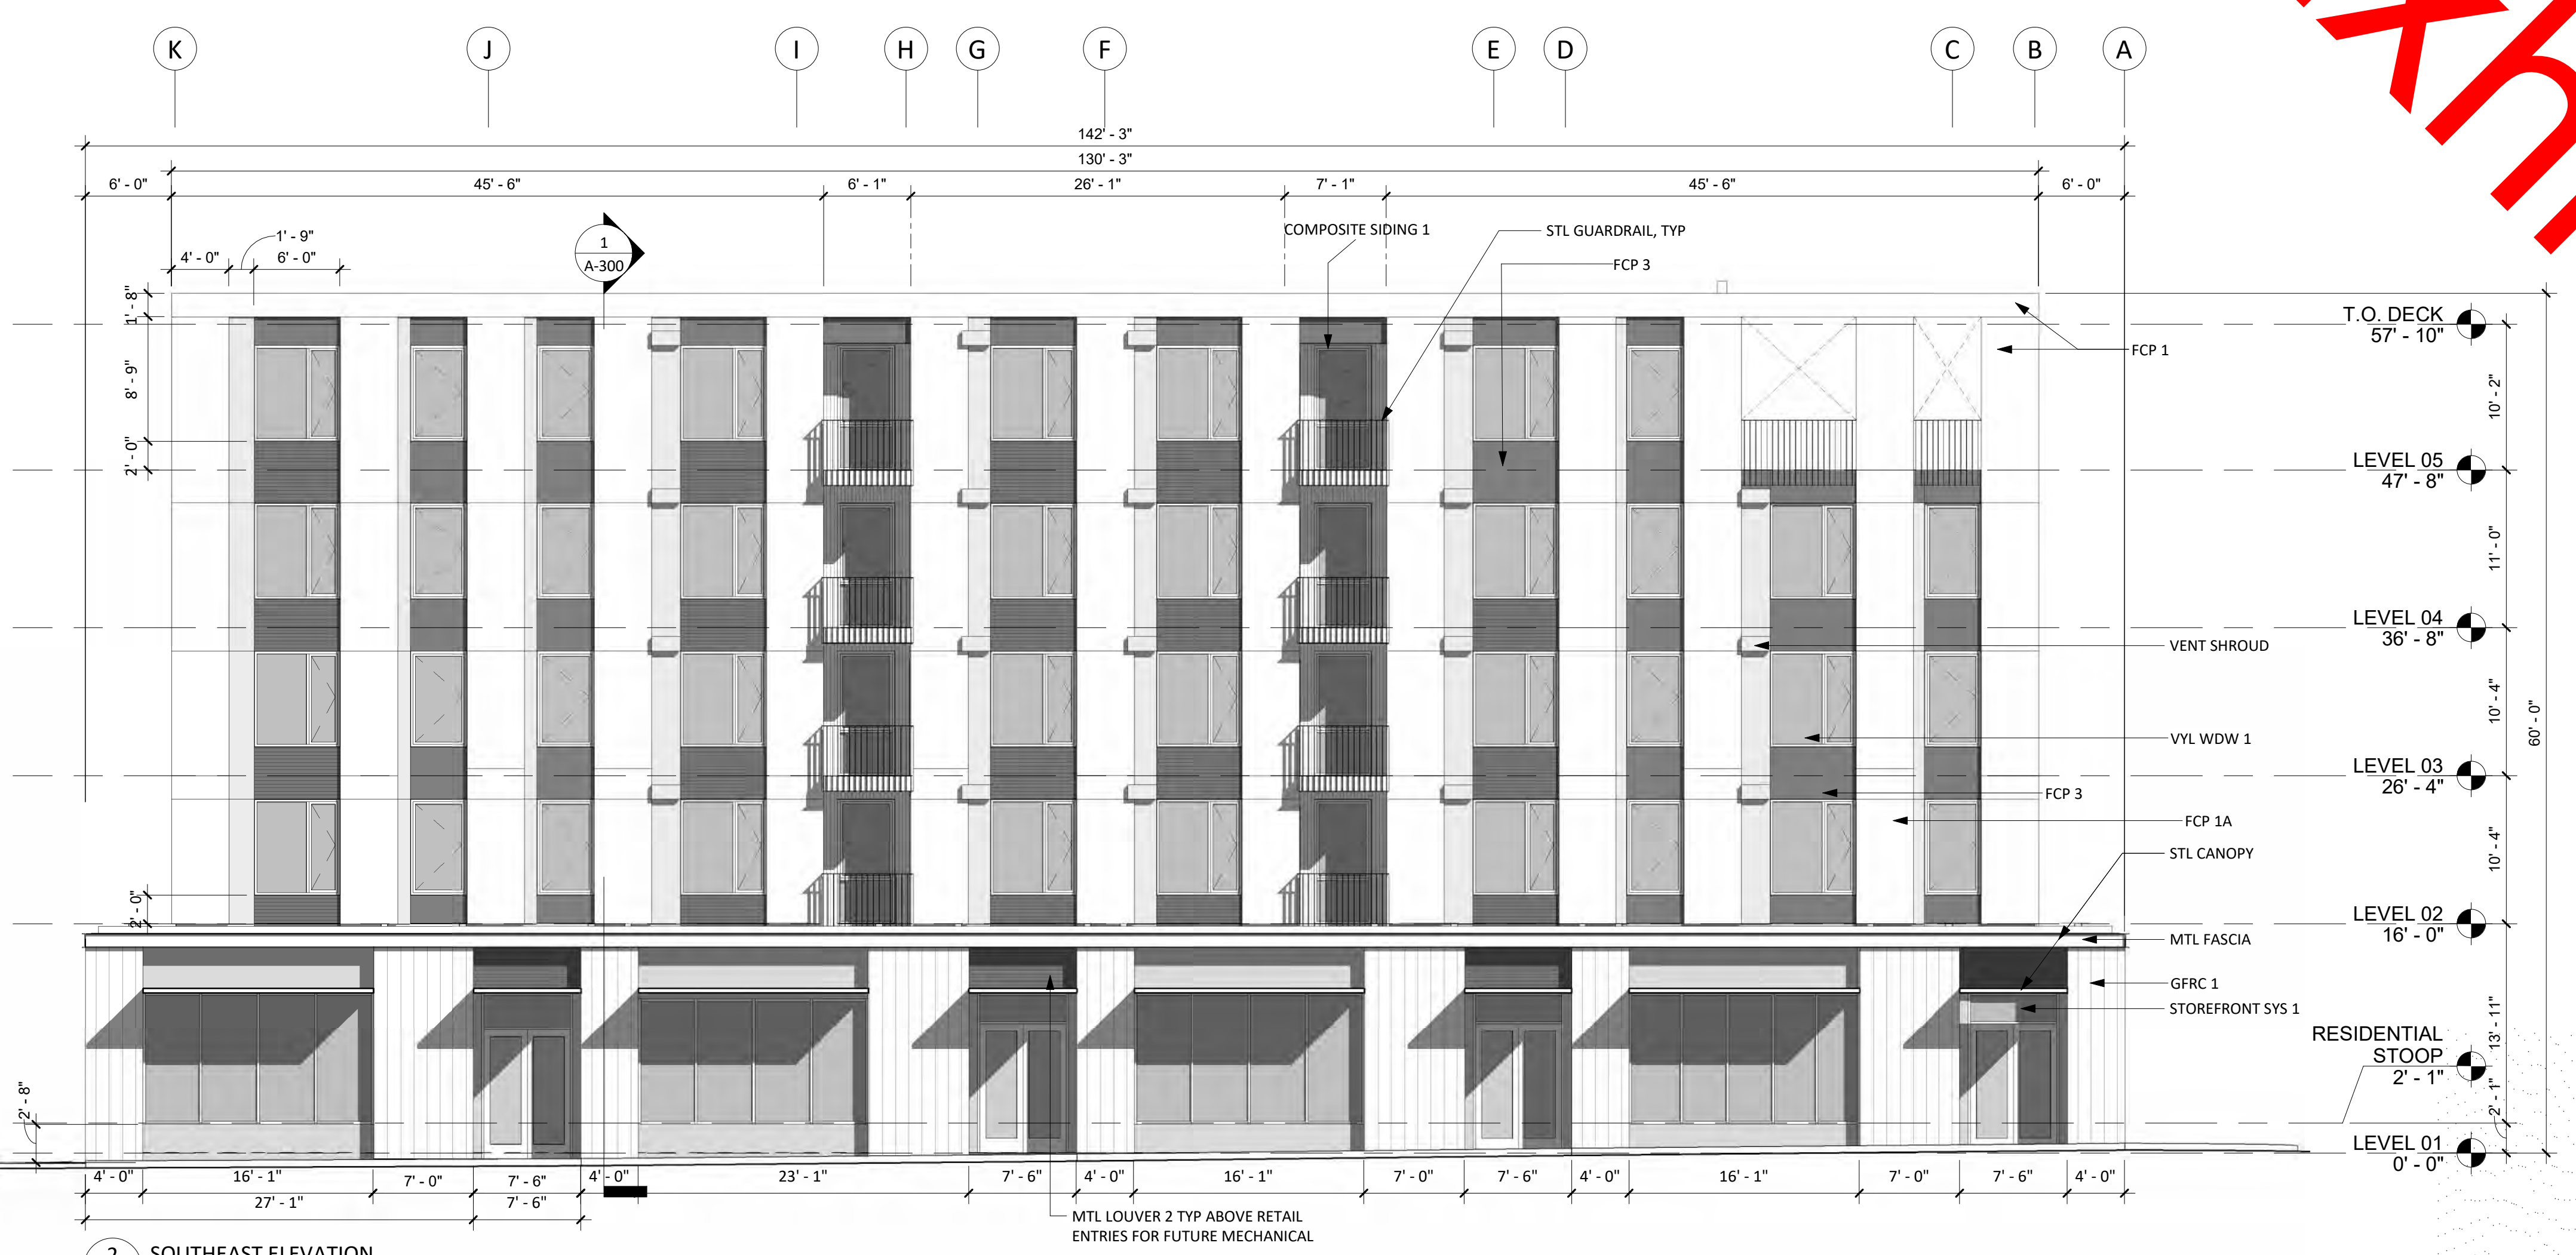 K J I H G F E D C B A
142' - 3"
130' - 3"
6' - 0" 45' - 6" 6' - 1" 26' - 1" 7' - 1" 45' - 6" 6' - 0"
1' - 9"
4' - 0" 6' - 0"
1
A-300
COMPOSITE SIDING 1
STL GUARDRAIL, TYP
FCP 3
1' - 8"
8' - 9"
2' - 0"
2' - 0"
2' - 8"
T.O. DECK
57' - 10"
FCP 1
10' - 2"
LEVEL 05
47' - 8"
11' - 0"
LEVEL 04
36' - 8"
VENT SHROUD
10' - 4"
60' - 0"
VYL WDW 1
LEVEL 03
26' - 4"
FCP 3
FCP 1A
10' - 4"
STL CANOPY
LEVEL 02
16' - 0"
MTL FASCIA
GFRC 1
STOREFRONT SYS 1
13' - 11"
RESIDENTIAL
STOOP
2' - 1"
2' - 1"
LEVEL 01
0' - 0"
4' - 0" 16' - 1" 7' - 0" 7' - 6" 4' - 0" 23' - 1" 7' - 6" 4' - 0" 16' - 1" 7' - 0" 7' - 6" 4' - 0" 16' - 1" 7' - 0" 7' - 6" 4' - 0"
27' - 1" 7' - 6"
MTL LOUVER 2 TYP ABOVE RETAIL
ENTRIES FOR FUTURE MECHANICAL
2 SOUTHEAST ELEVATION